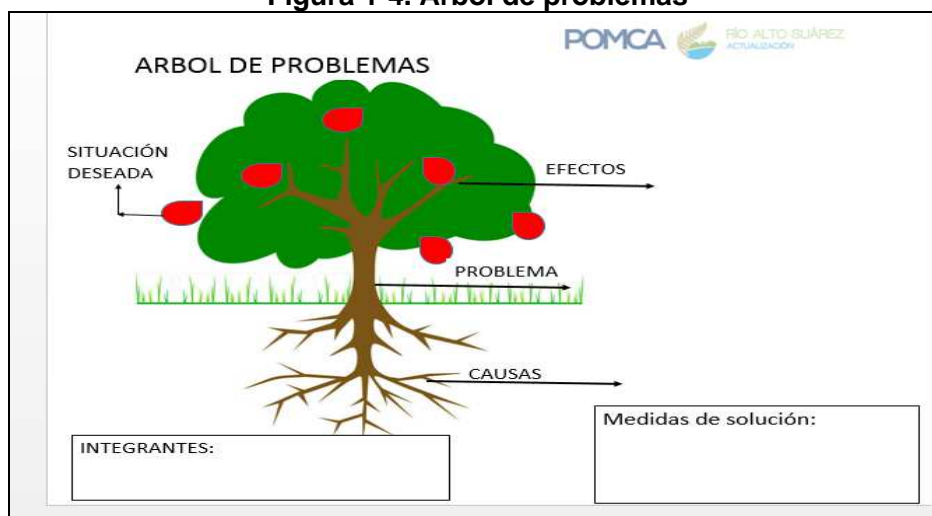 Figura 1-4. Árbol de problemas
POMCA RÍO ALTO SUÁREZ
ACTUALIZACIÓN
ARBOL DE PROBLEMAS
SITUACIÓN
DESEADA
EFECTOS
PROBLEMA
CAUSAS
Medidas de solución:
INTEGRANTES: